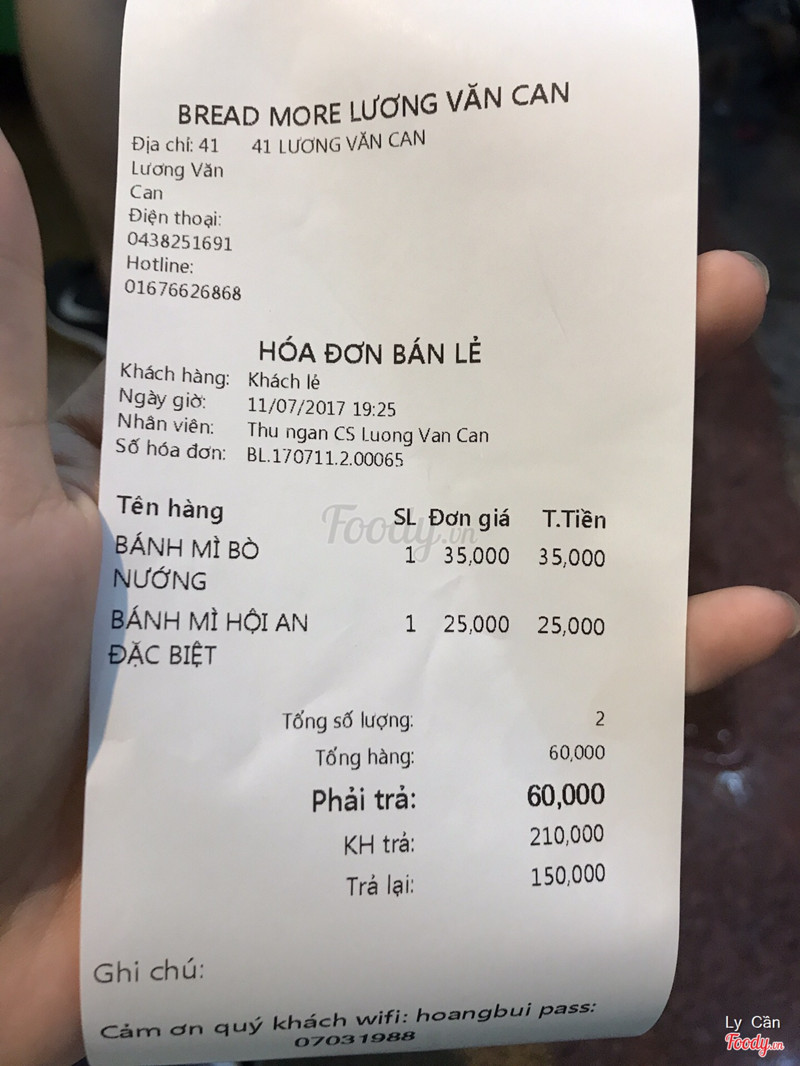 BREAD MORE LƯƠNG VĂN CAN
Địa chỉ: 41 41 LƯƠNG VĂN CAN
Lương Văn
Can
Điện thoại:
0438251691
Hotline:
01676626868
HÓA ĐƠN BÁN LẺ
Khách hàng: Khách lẻ
Ngày giờ: 11/07/2017 19:25
Nhân viên: Thu ngan CS Luong Van Can
Số hóa đơn: BL.170711.2.00065
Tên hàng SL Đơn giá T.Tiền
BÁNH MÌ BÒ 1 35,000 35,000
NƯỚNG
BÁNH MÌ HỘI AN 1 25,000 25,000
ĐẶC BIỆT
Tổng số lượng: 2
Tổng hàng: 60,000
Phải trả: 60,000
KH trả: 210,000
Trả lại: 150,000
Ghi chú:
Cảm ơn quý khách wifi: hoangbui pass:
07031988
Foody.vn
Ly Cần
Foody.vn